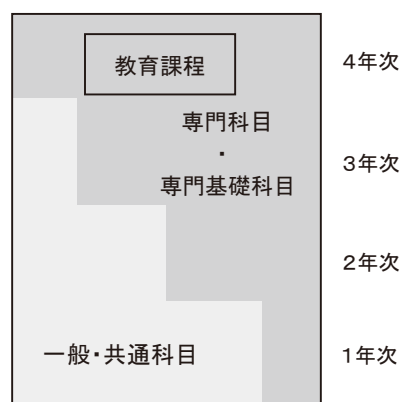 教育課程
4年次
専門科目
・
専門基礎科目
3年次
2年次
一般・共通科目
1年次